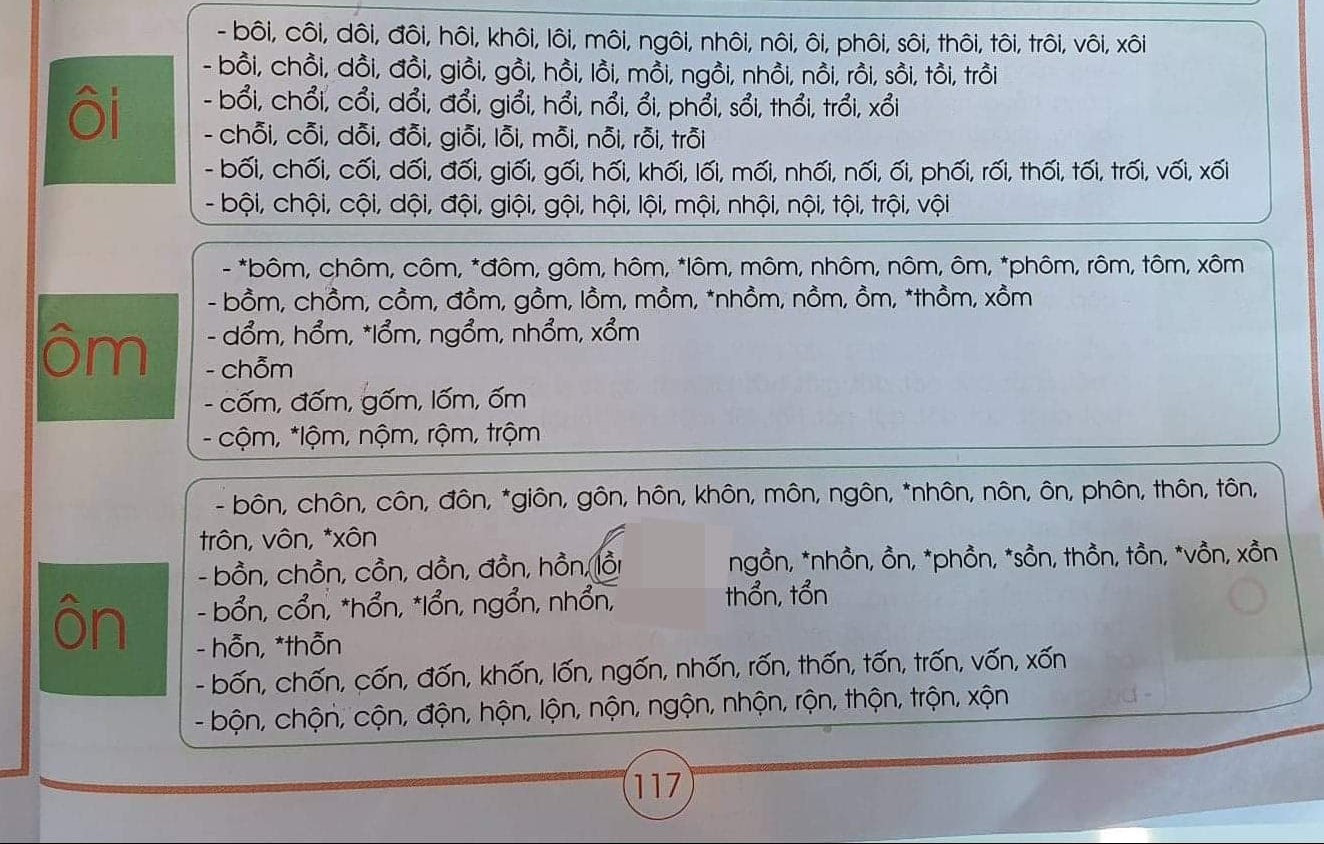 ôi
- bôi, côi, dôi, đôi, hôi, khôi, lôi, môi, ngôi, nhôi, nôi, ôi, phôi, sôi, thôi, tôi, trôi, vôi, xôi
- bồi, chồi, dồi, đồi, giồi, gồi, hồi, lồi, mồi, ngồi, nhồi, nồi, rồi, sồi, tồi, trồi
- bổi, chổi, cổi, dổi, đổi, giổi, hổi, nổi, ổi, phổi, sổi, thổi, trổi, xổi
- chỗi, cỗi, dỗi, đỗi, giỗi, lỗi, mỗi, nỗi, rỗi, trỗi
- bối, chối, cối, dối, đối, giối, gối, hối, khối, lối, mối, nhối, nối, ối, phối, rối, thối, tối, trối, vối, xối
- bội, chội, cội, dội, đội, giội, gội, hội, lội, mội, nhội, nội, tội, trội, vội
ôm
- *bôm, chôm, côm, *đôm, gôm, hôm, *lôm, môm, nhôm, nôm, ôm, *phôm, rôm, tôm, xôm
- bồm, chồm, cồm, đồm, gồm, lồm, mồm, *nhồm, nồm, ồm, *thồm, xồm
- dổm, hổm, *lổm, ngổm, nhổm, xổm
- chỗm
- cốm, đốm, gốm, lốm, ốm
- cộm, *lộm, nộm, rộm, trộm
ôn
- bôn, chôn, côn, đôn, *giôn, gôn, hôn, khôn, môn, ngôn, *nhôn, nôn, ôn, phôn, thôn, tôn,
trôn, vôn, *xôn
- bồn, chồn, cồn, dồn, đồn, hồn, ngồn, *nhồn, ồn, *phồn, *sồn, thồn, tồn, *vồn, xồn
- bổn, cổn, *hổn, *lổn, ngổn, nhổn, thổn, tổn
- hỗn, *thỗn
- bốn, chốn, cốn, đốn, khốn, lốn, ngốn, nhốn, rốn, thốn, tốn, trốn, vốn, xốn
- bộn, chộn, cộn, độn, hộn, lộn, nộn, ngộn, nhộn, rộn, thộn, trộn, xộn
117